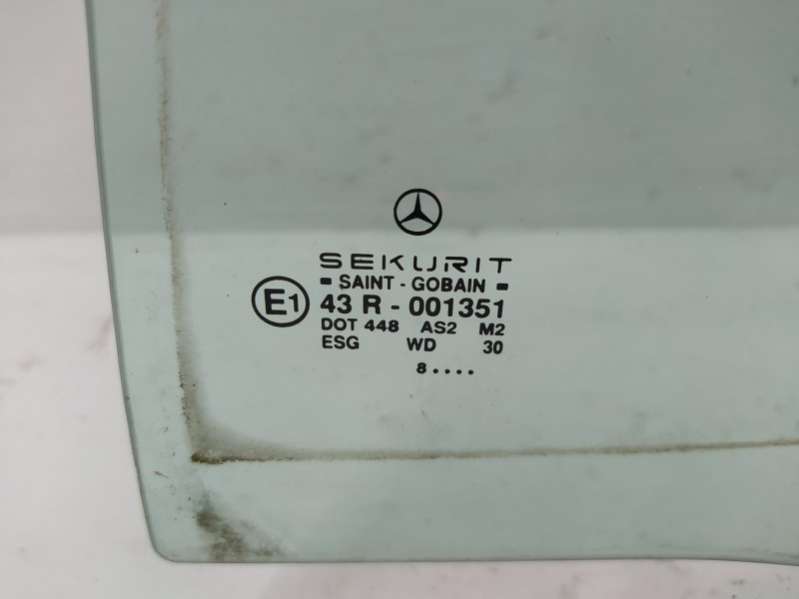 SEKURIT
SAINT - GOBAIN
E1 43 R - 001351
DOT 448 AS2 M2
ESG WD 30
8....